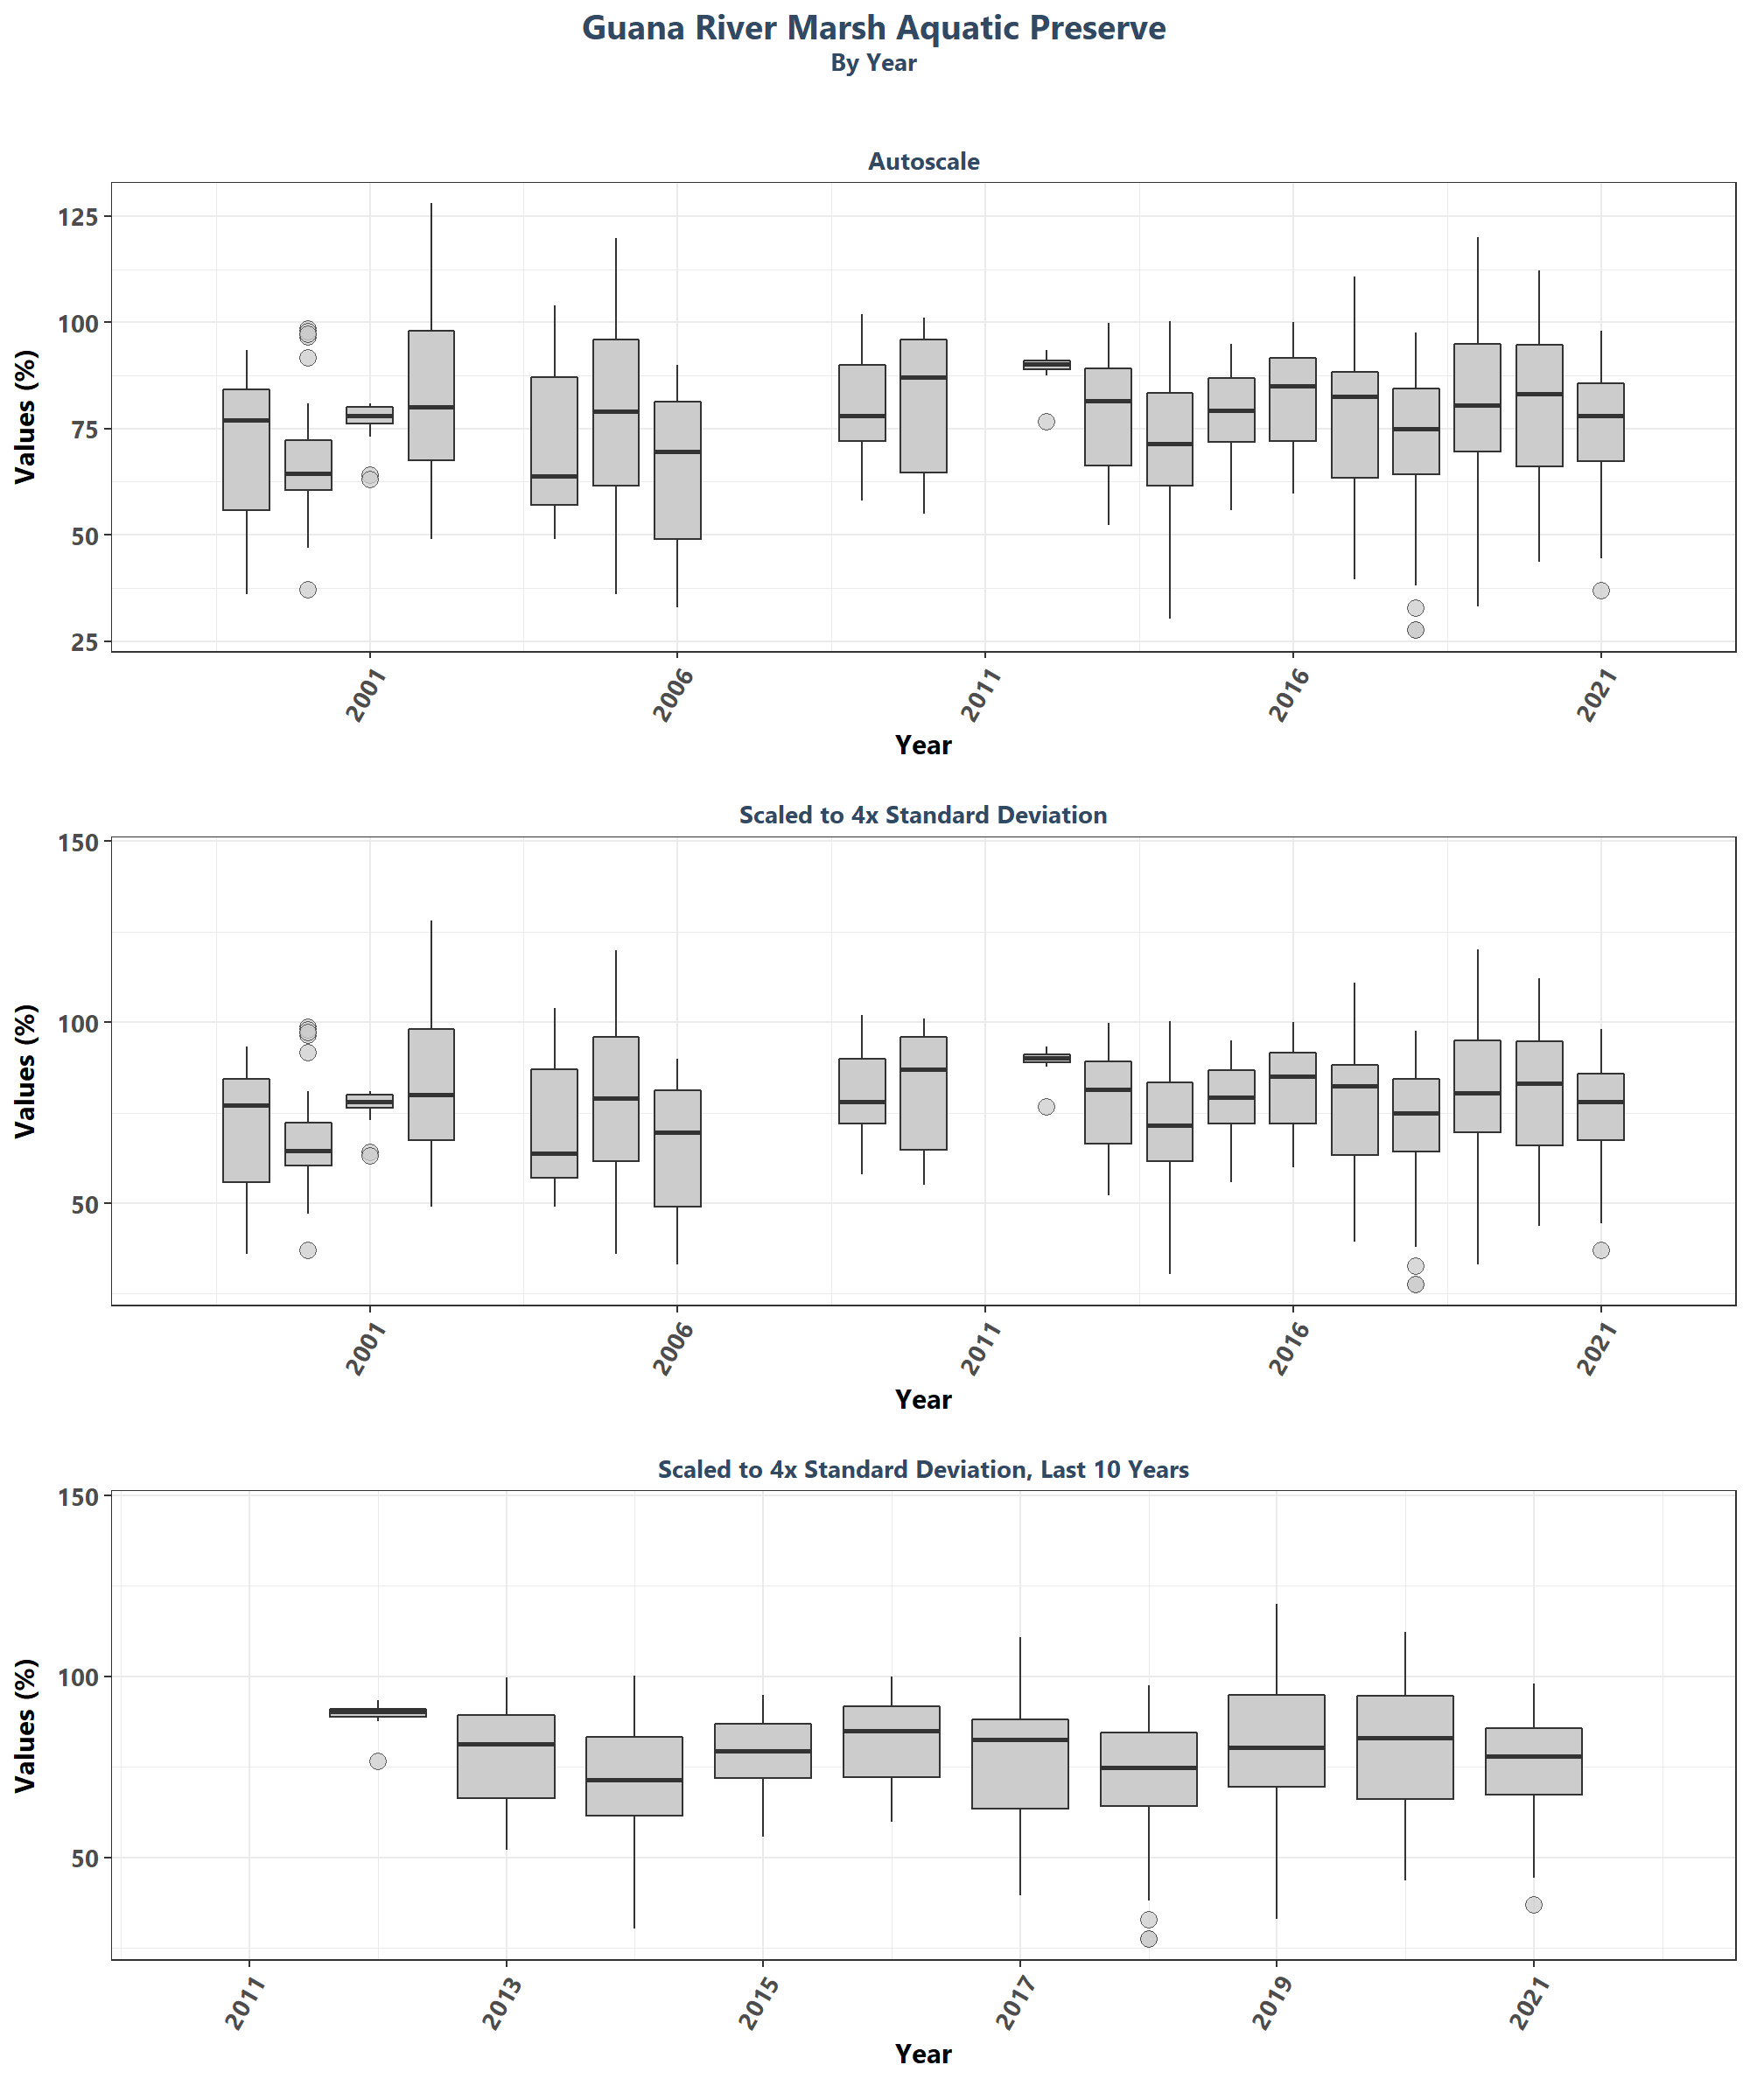 Guana River Marsh Aquatic Preserve
By Year
Autoscale
Values (%)
125
100
75
50
25
2001 2006 2011 2016 2021
Year
Scaled to 4x Standard Deviation
Values (%)
150
100
50
2001 2006 2011 2016 2021
Year
Scaled to 4x Standard Deviation, Last 10 Years
Values (%)
150
100
50
2011 2013 2015 2017 2019 2021
Year